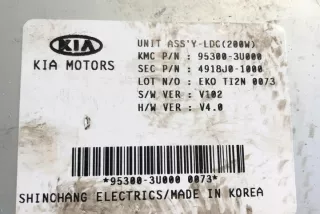 KIA
UNIT ASS'Y-LDC(200W)
KIA MOTORS
KMC P/N : 95300-3U000
SEC P/N : 4918J0-1000
LOT N/O : EKO TI2N 0073
S/W VER : V102
H/W VER : V4.0
*95300-3U000 0073*
SHINCHANG ELECTRICS/MADE IN KOREA